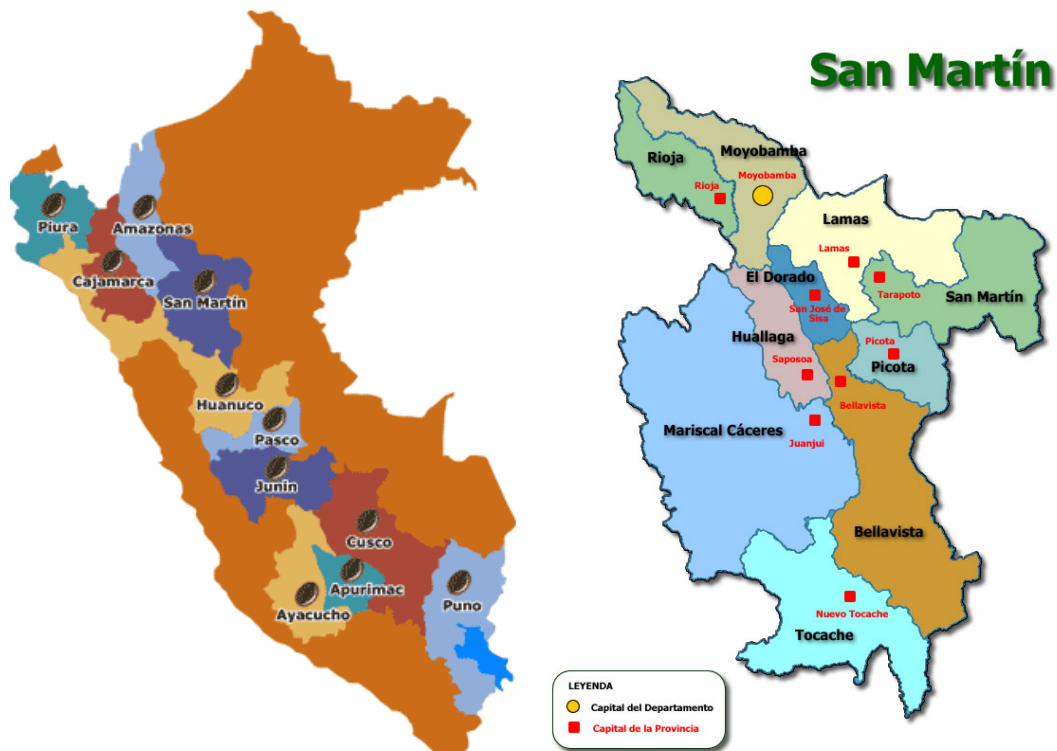 Piura
Amazonas
Cajamarca
San Martín
Huanuco
Pasco
Junin
Cusco
Apurimac
Ayacucho
Puno
San Martín
Rioja
Moyobamba
Moyobamba
Rioja
Lamas
Lamas
El Dorado
Tarapoto
San Martín
San José de
Sisa
Huallaga
Picota
Saposoa
Picota
Bellavista
Mariscal Cáceres
Juanjui
Bellavista
Nuevo Tocache
Tocache
LEYENDA
Capital del Departamento
Capital de la Provincia